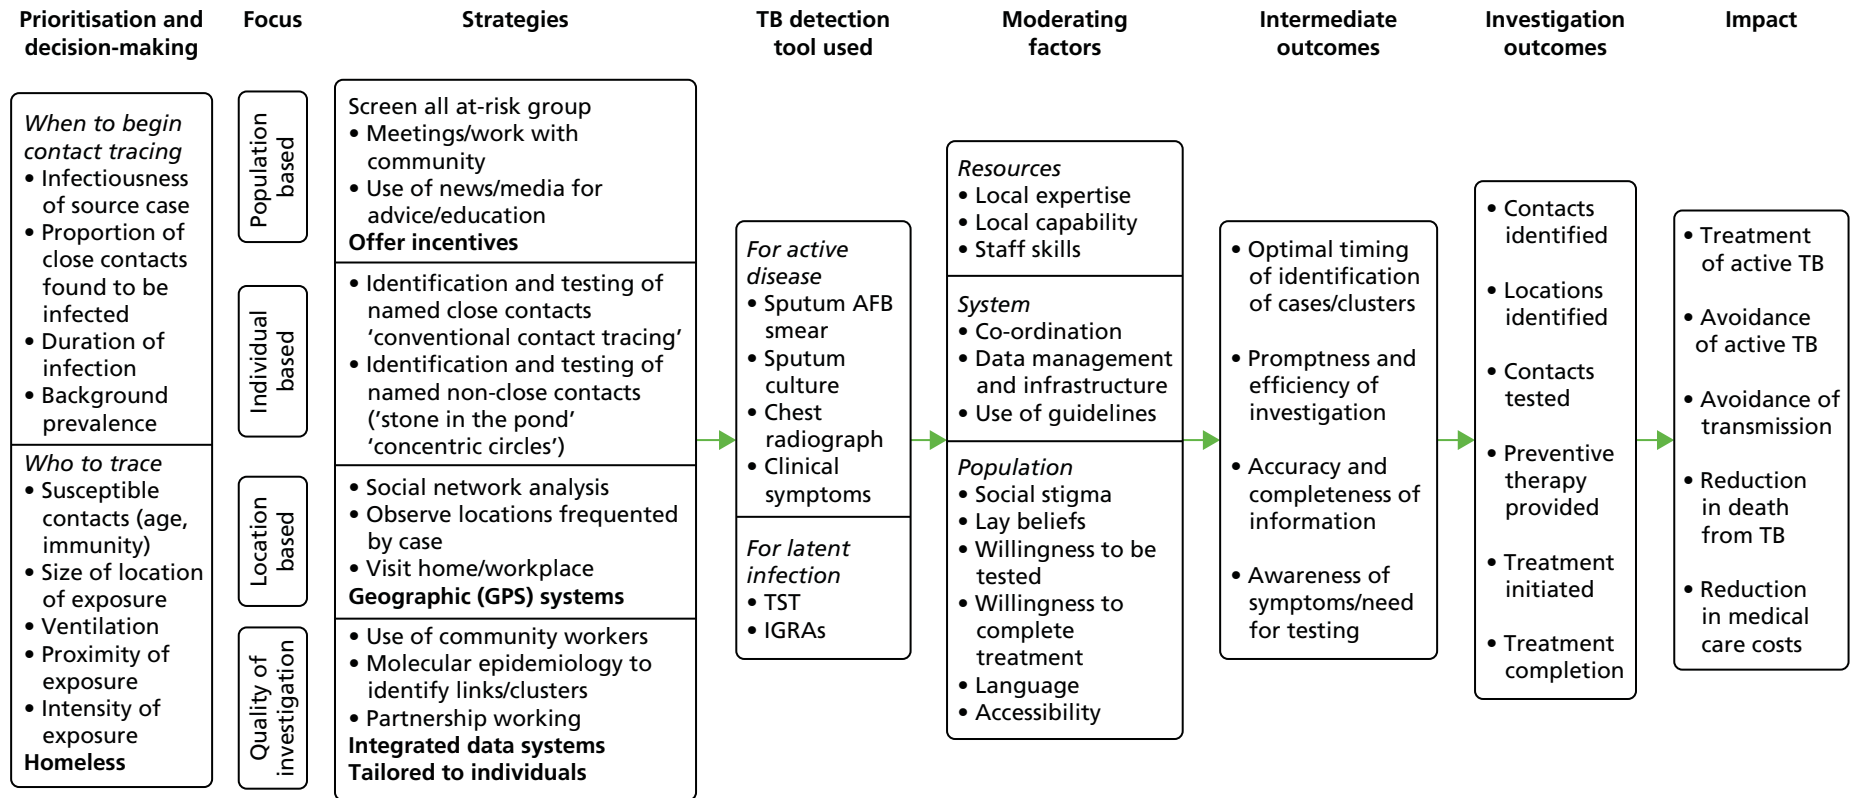 Prioritisation and
decision-making
Focus
Strategies
TB detection
tool used
Moderating
factors
Intermediate
outcomes
Investigation
outcomes
Impact
When to begin
contact tracing
• Infectiousness
of source case
• Proportion of
close contacts
found to be
infected
• Duration of
infection
• Background
prevalence
Who to trace
• Susceptible
contacts (age,
immunity)
• Size of location
of exposure
• Ventilation
• Proximity of
exposure
• Intensity of
exposure
Homeless
Population
based
Individual
based
Location
based
Quality of
investigation
Screen all at-risk group
• Meetings/work with
community
• Use of news/media for
advice/education
Offer incentives
• Identification and testing of
named close contacts
‘conventional contact tracing’
• Identification and testing of
named non-close contacts
(’stone in the pond’
‘concentric circles’)
• Social network analysis
• Observe locations frequented
by case
• Visit home/workplace
Geographic (GPS) systems
• Use of community workers
• Molecular epidemiology to
identify links/clusters
• Partnership working
Integrated data systems
Tailored to individuals
For active
disease
• Sputum AFB
smear
• Sputum
culture
• Chest
radiograph
• Clinical
symptoms
For latent
infection
• TST
• IGRAs
Resources
• Local expertise
• Local capability
• Staff skills
System
• Co-ordination
• Data management
and infrastructure
• Use of guidelines
Population
• Social stigma
• Lay beliefs
• Willingness to be
tested
• Willingness to
complete
treatment
• Language
• Accessibility
• Optimal timing
of identification
of cases/clusters
• Promptness and
efficiency of
investigation
• Accuracy and
completeness of
information
• Awareness of
symptoms/need
for testing
• Contacts
identified
• Locations
identified
• Contacts
tested
• Preventive
therapy
provided
• Treatment
initiated
• Treatment
completion
• Treatment
of active TB
• Avoidance
of active TB
• Avoidance of
transmission
• Reduction
in death
from TB
• Reduction
in medical
care costs